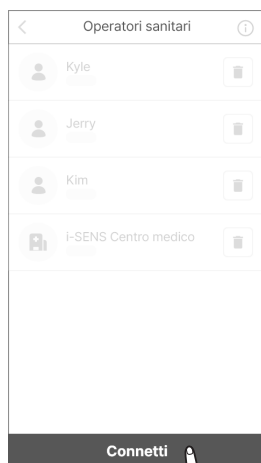 Operatori sanitari
Kyle
Jerry
Kim
i-SENS Centro medico
Connetti